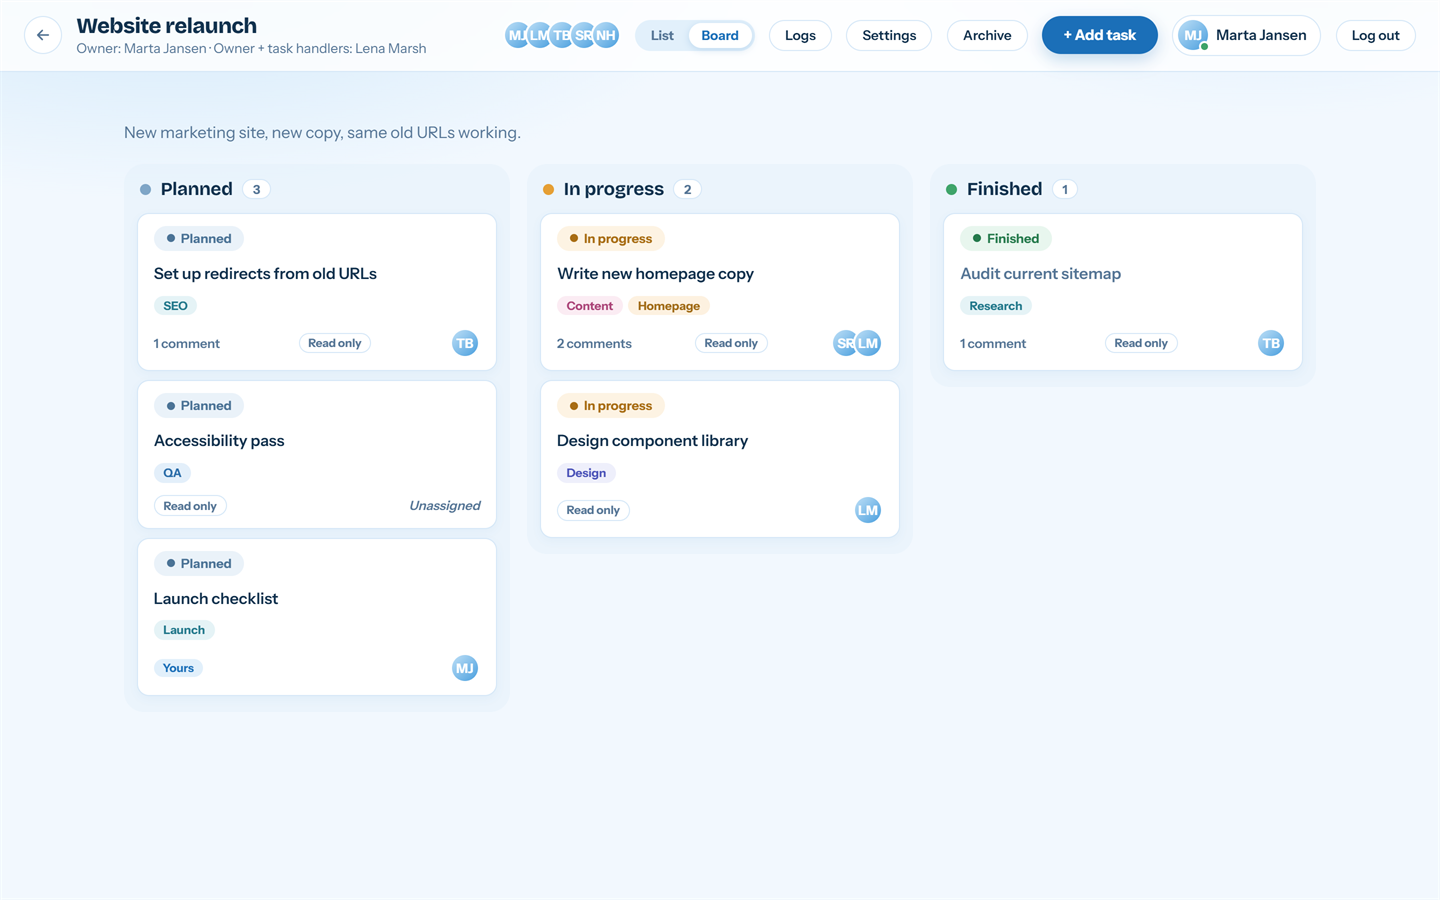 Website relaunch
Owner: Marta Jansen · Owner + task handlers: Lena Marsh
MJ LM TB SR NH
List Board
Logs
Settings
Archive
+ Add task
MJ Marta Jansen
Log out
New marketing site, new copy, same old URLs working.
Planned 3
Planned
Set up redirects from old URLs
SEO
1 comment Read only TB
Planned
Accessibility pass
QA
Read only Unassigned
Planned
Launch checklist
Launch
Yours MJ
In progress 2
In progress
Write new homepage copy
Content Homepage
2 comments Read only SR LM
In progress
Design component library
Design
Read only LM
Finished 1
Finished
Audit current sitemap
Research
1 comment Read only TB